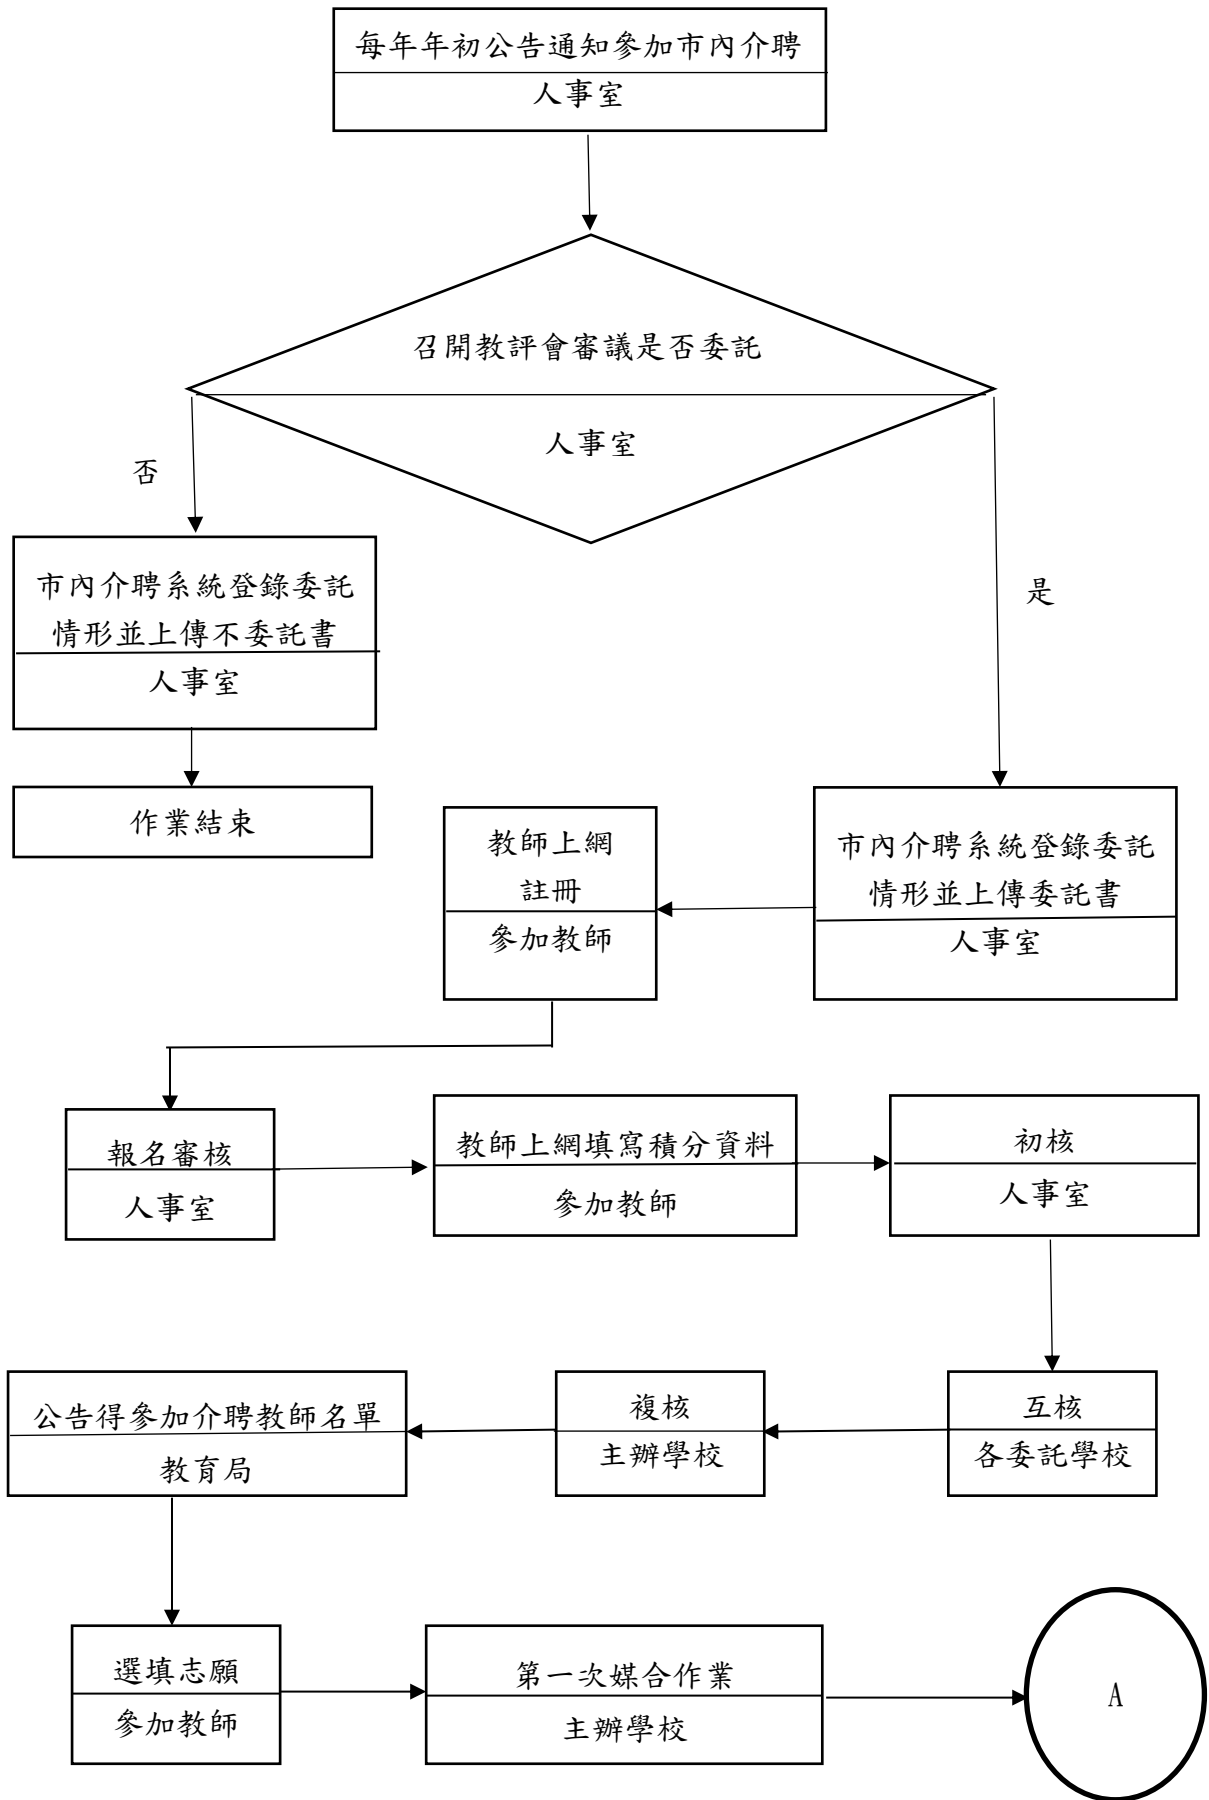 每年年初公告通知參加市內介聘
人事室
召開教評會審議是否委託
人事室
否
是
市內介聘系統登錄委託
情形並上傳不委託書
人事室
作業結束
市內介聘系統登錄委託
情形並上傳委託書
人事室
教師上網
註冊
參加教師
報名審核
人事室
教師上網填寫積分資料
參加教師
初核
人事室
互核
各委託學校
複核
主辦學校
公告得參加介聘教師名單
教育局
選填志願
參加教師
第一次媒合作業
主辦學校
A